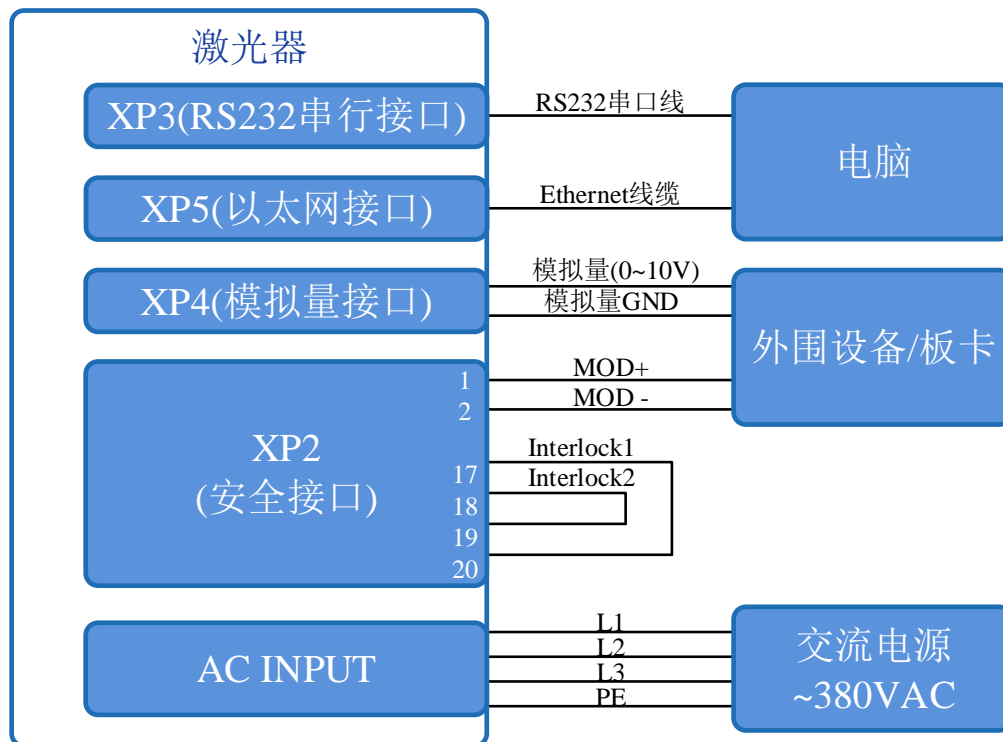 激光器
XP3(RS232串行接口)
RS232串口线
电脑
XP5(以太网接口)
Ethernet线缆
XP4(模拟量接口)
模拟量(0~10V)
模拟量GND
外围设备/板卡
1
MOD+
2
MOD -
XP2
(安全接口)
Interlock1
17
Interlock2
18
19
20
AC INPUT
L1
L2
L3
PE
交流电源
~380VAC